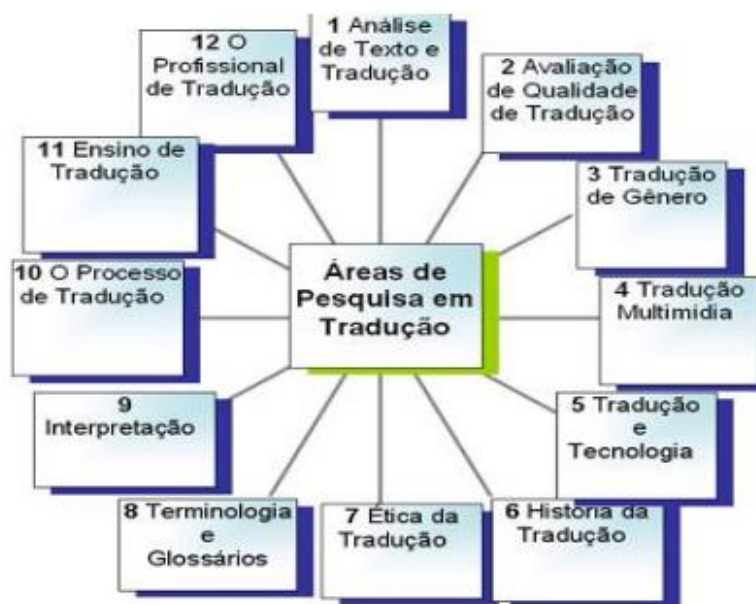 1 Análise
de Texto e
Tradução
2 Avaliação
de Qualidade
de Tradução
3 Tradução
de Gênero
4 Tradução
Multimidia
5 Tradução
e
Tecnologia
6 História da
Tradução
7 Ética da
Tradução
8 Terminologia
e
Glossários
9
Interpretação
10 O Processo
de Tradução
11 Ensino de
Tradução
12 O
Profissional
de Tradução
Áreas de
Pesquisa em
Tradução